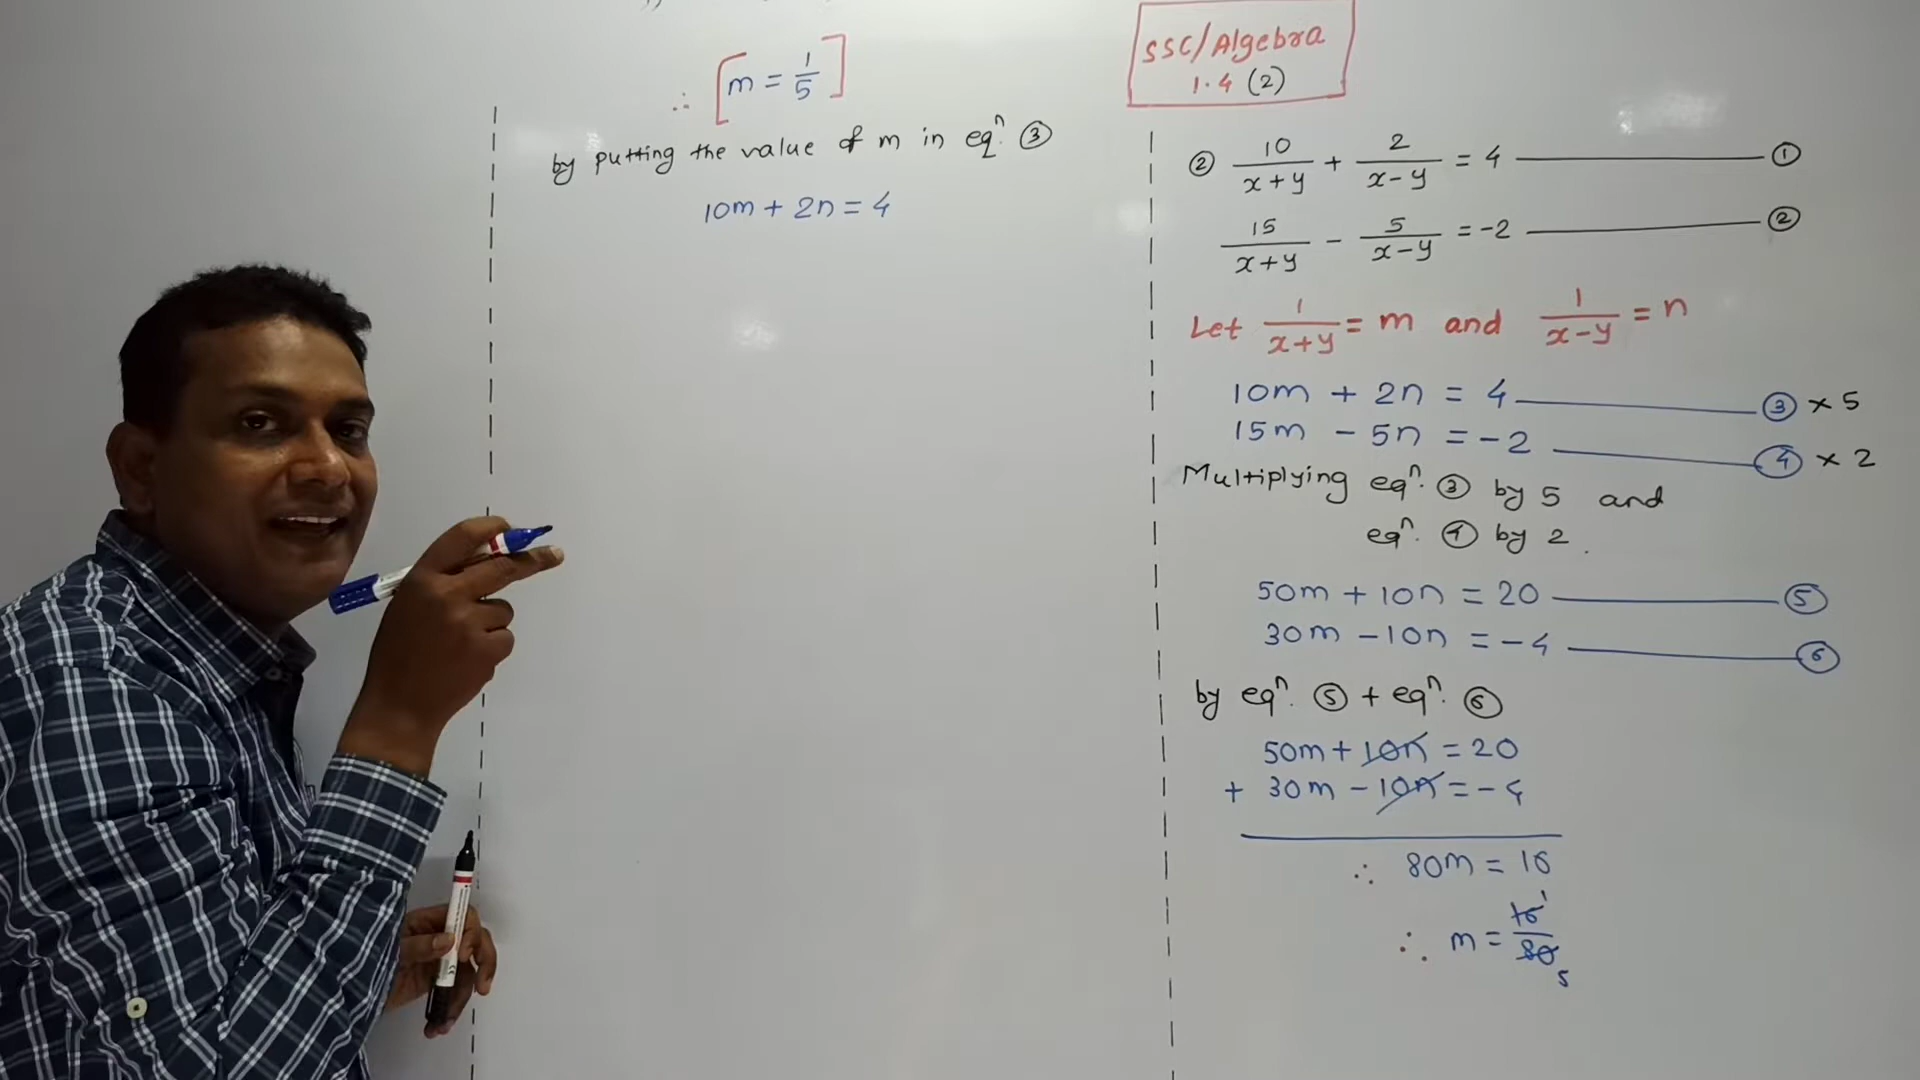 SSC/Algebra
1.4 (2)
② 10/(x+y) + 2/(x-y) = 4 —— ①
15/(x+y) - 5/(x-y) = -2 —— ②
Let 1/(x+y) = m and 1/(x-y) = n
10m + 2n = 4 —— ③ × 5
15m - 5n = -2 —— ④ × 2
Multiplying eqⁿ. ③ by 5 and
eqⁿ. ④ by 2.
50m + 10n = 20 —— ⑤
30m - 10n = -4 —— ⑥
by eqⁿ. ⑤ + eqⁿ. ⑥
50m + 10n = 20
+ 30m - 10n = -4
∴ 80m = 16
∴ m = 16/80 1 5
∴ [m = 1/5]
by putting the value of m in eqⁿ. ③
10m + 2n = 4